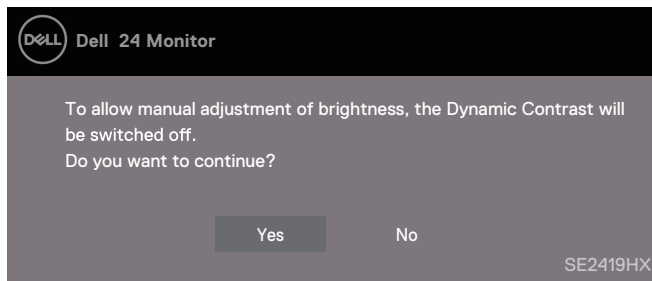 DELL Dell 24 Monitor
To allow manual adjustment of brightness, the Dynamic Contrast will
be switched off.
Do you want to continue?
Yes No
SE2419HX